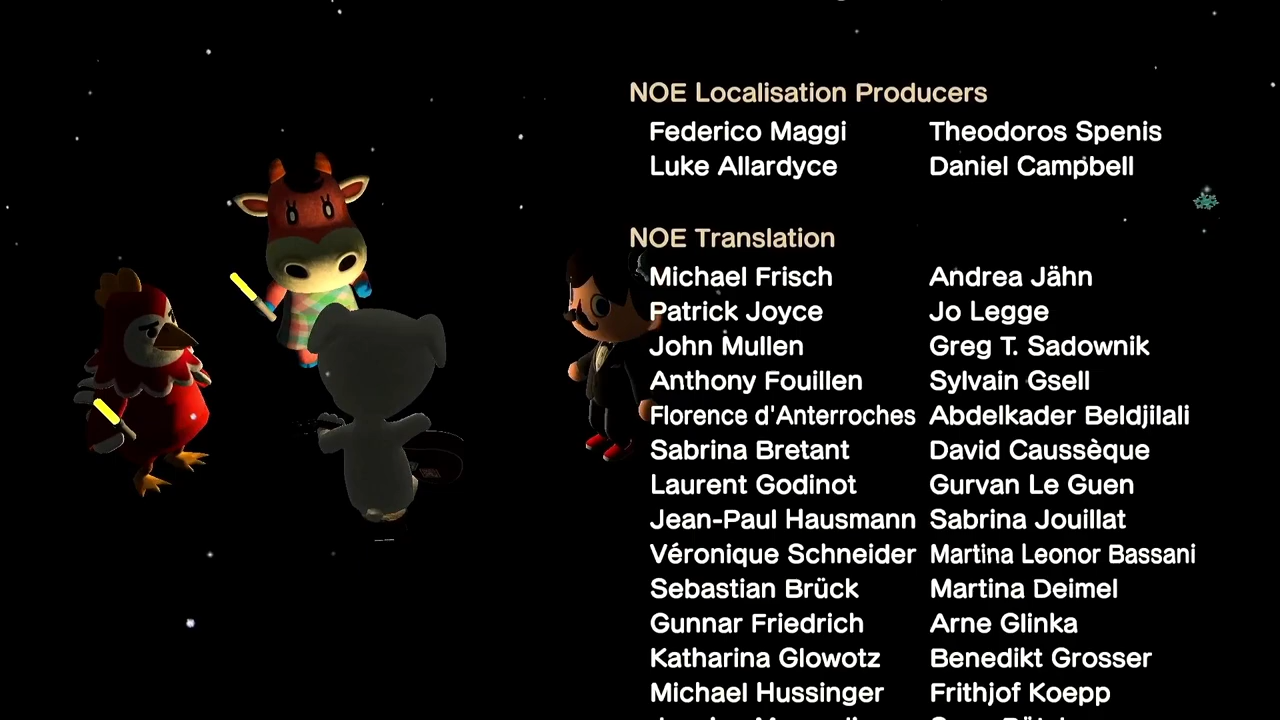 NOE Localisation Producers
Federico Maggi Theodoros Spenis
Luke Allardyce Daniel Campbell
NOE Translation
Michael Frisch Andrea Jähn
Patrick Joyce Jo Legge
John Mullen Greg T. Sadownik
Anthony Fouillen Sylvain Gsell
Florence d'Anterroches Abdelkader Beldjilali
Sabrina Bretant David Caussèque
Laurent Godinot Gurvan Le Guen
Jean-Paul Hausmann Sabrina Jouillat
Véronique Schneider Martina Leonor Bassani
Sebastian Brück Martina Deimel
Gunnar Friedrich Arne Glinka
Katharina Glowotz Benedikt Grosser
Michael Hussinger Frithjof Koepp